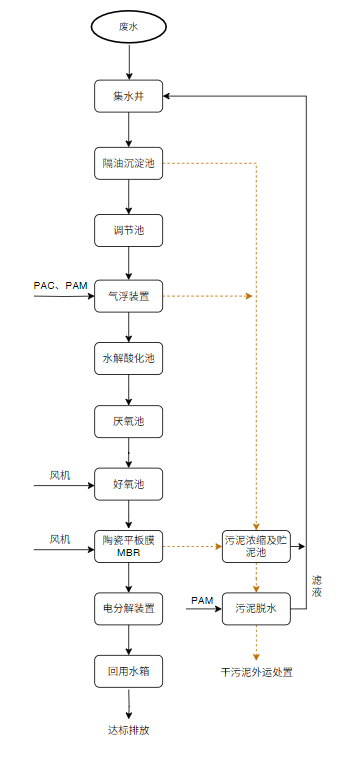 废水
集水井
隔油沉淀池
调节池
PAC、PAM
气浮装置
水解酸化池
厌氧池
风机
好氧池
风机
陶瓷平板膜
MBR
污泥浓缩及贮
泥池
滤
液
电分解装置
PAM
污泥脱水
回用水箱
干污泥外运处置
达标排放